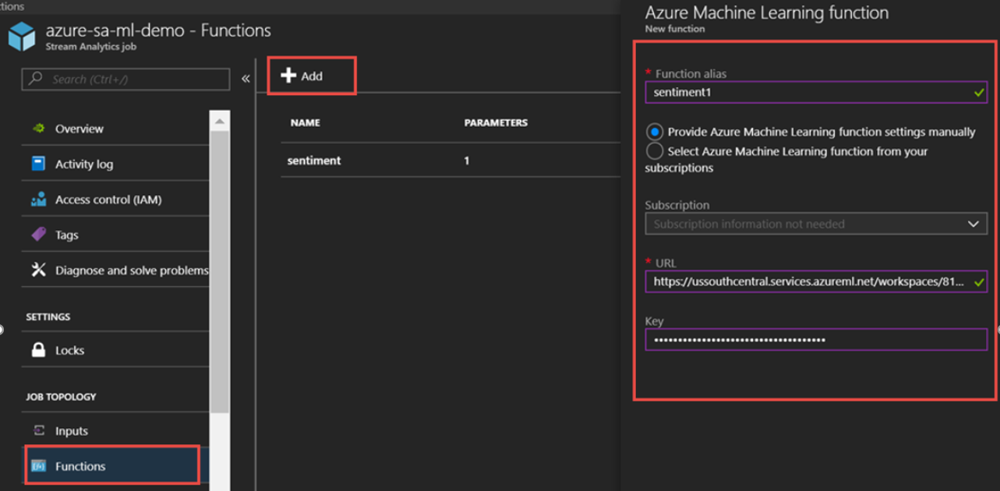 azure-sa-ml-demo - Functions
Stream Analytics job
Search (Ctrl+/)
«
Overview
Activity log
Access control (IAM)
Tags
Diagnose and solve problems
SETTINGS
Locks
JOB TOPOLOGY
Inputs
Functions
+ Add
NAME PARAMETERS
sentiment 1
Azure Machine Learning function
New function
* Function alias
sentiment1
Provide Azure Machine Learning function settings manually
Select Azure Machine Learning function from your
subscriptions
Subscription
Subscription information not needed
* URL
https://ussouthcentral.services.azureml.net/workspaces/81...
Key